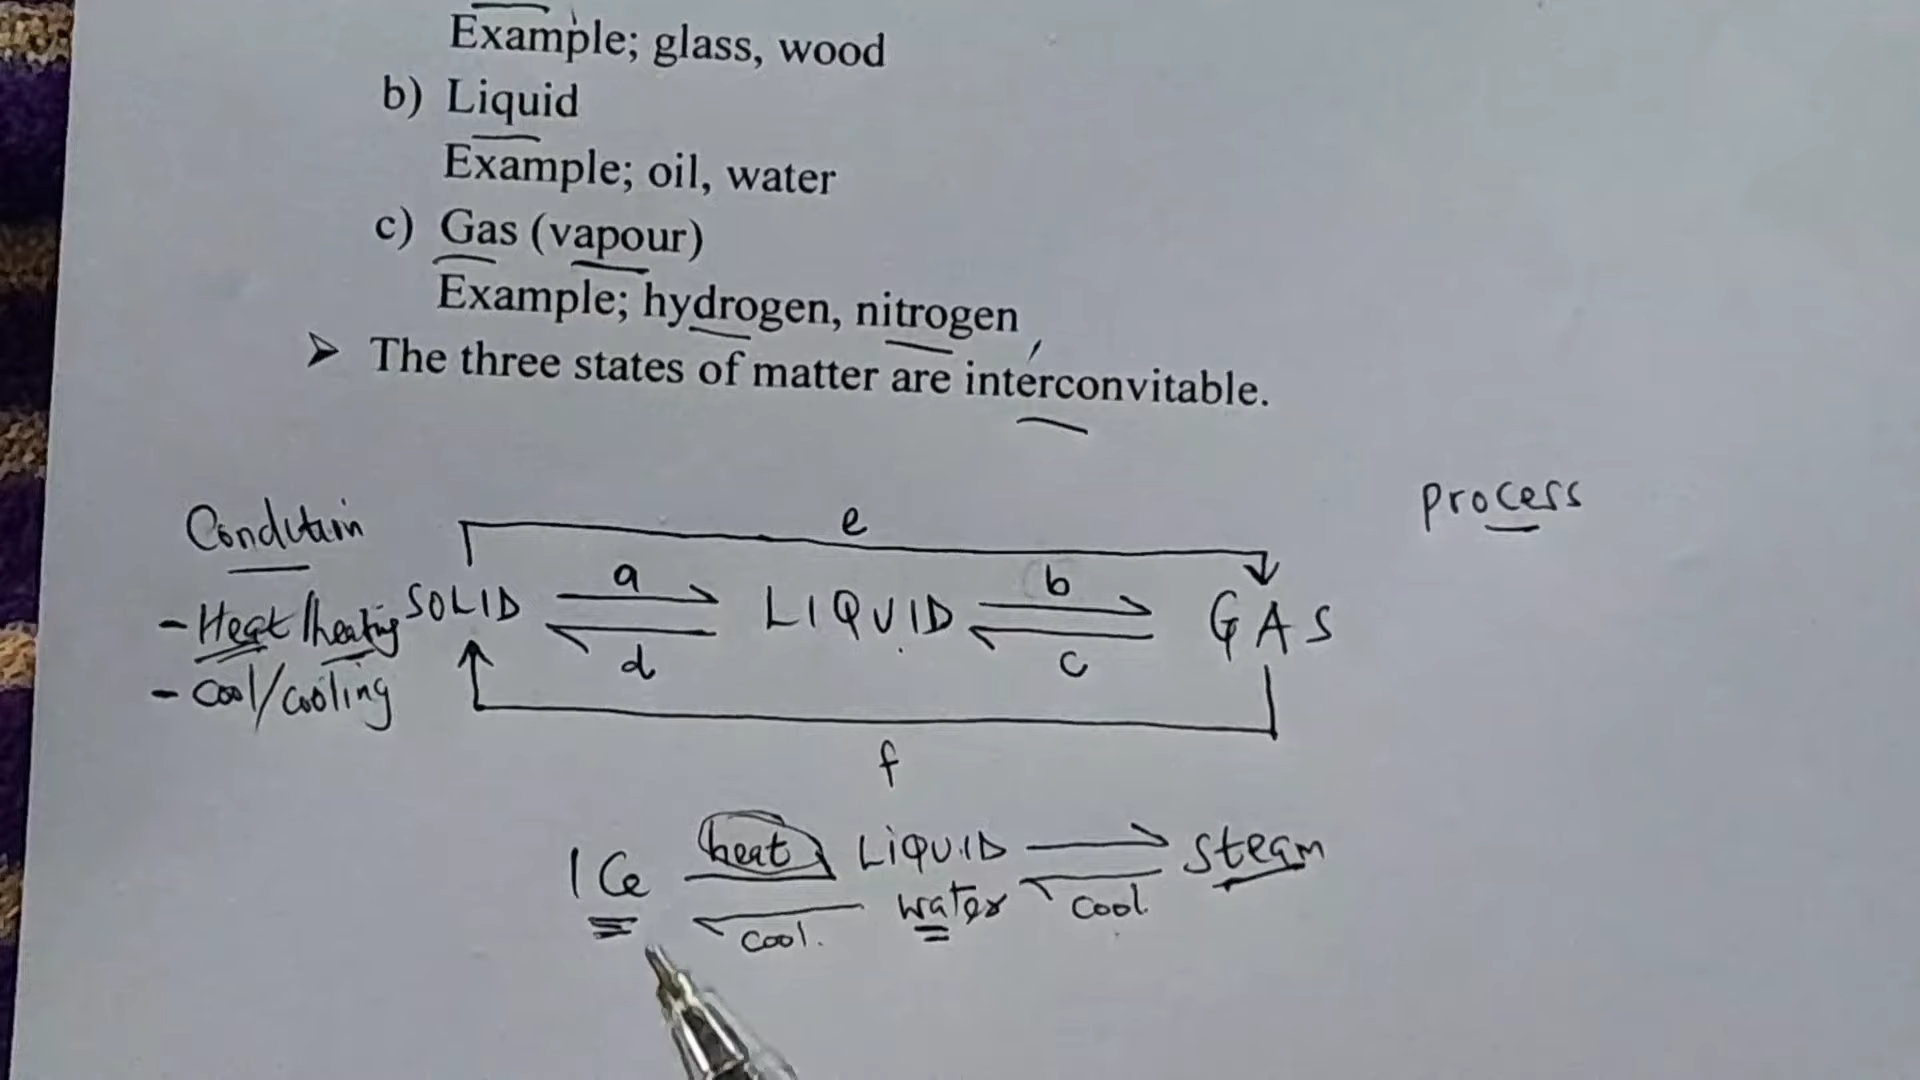 Example; glass, wood
b) Liquid
Example; oil, water
c) Gas (vapour)
Example; hydrogen, nitrogen
➢ The three states of matter are interconvitable.
Condition
Process
- Heat/heating
- Cool/cooling
e
SOLID a LIQUID b GAS
d c
f
ICe heat LIQUID Steam
cool. water cool.